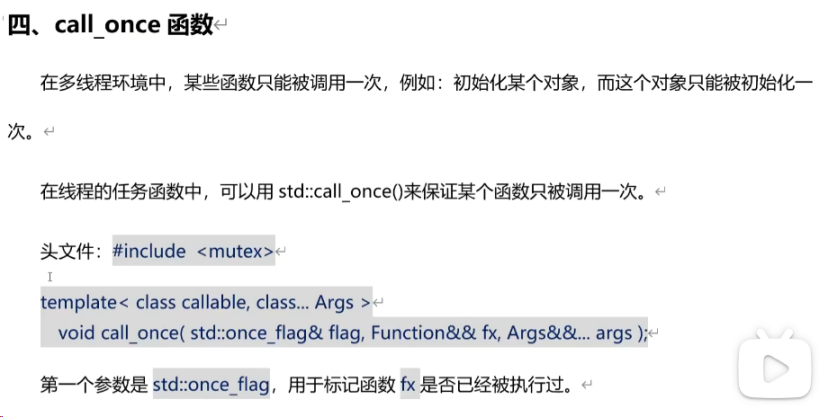 四、call_once 函数
在多线程环境中，某些函数只能被调用一次，例如：初始化某个对象，而这个对象只能被初始化一
次。
在线程的任务函数中，可以用 std::call_once()来保证某个函数只被调用一次。
头文件：#include <mutex>
template< class callable, class... Args >
void call_once( std::once_flag& flag, Function&& fx, Args&&... args );
第一个参数是 std::once_flag，用于标记函数 fx 是否已经被执行过。